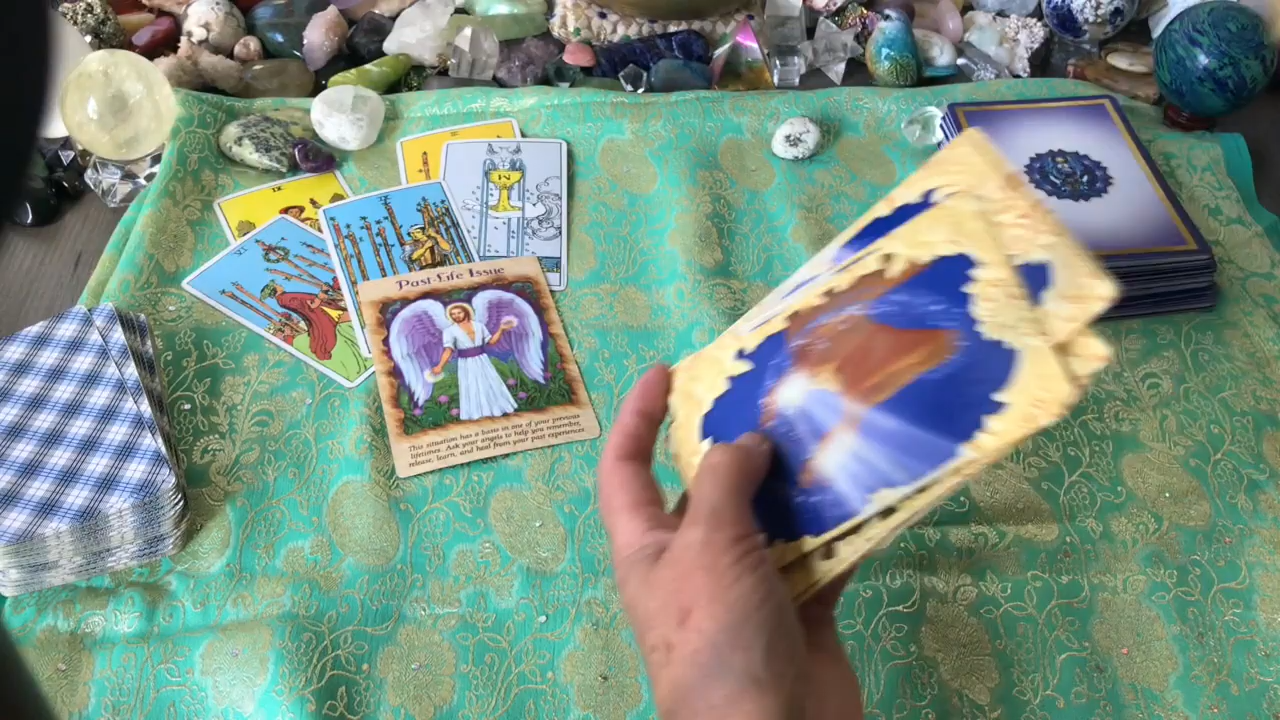 Past-Life Issue
This situation has a basis in one of your previous
lifetimes. Ask your angels to help you remember,
release, learn, and heal from your past experiences.